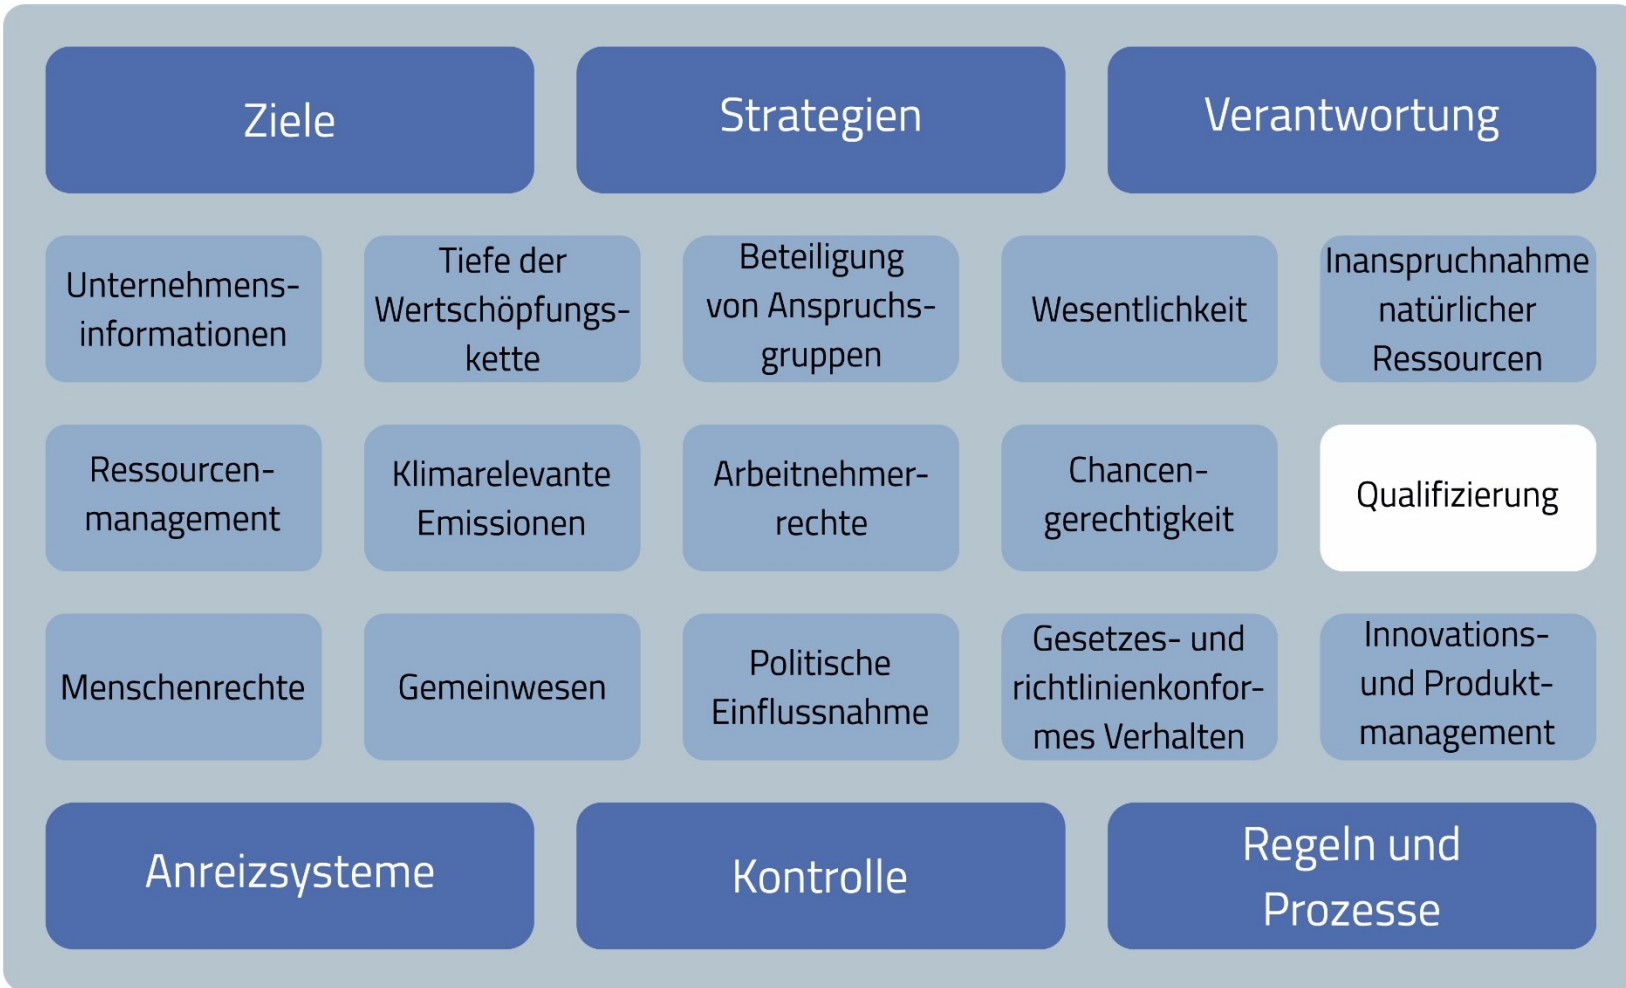 Ziele
Strategien
Verantwortung
Unternehmens-
informationen
Tiefe der
Wertschöpfungs-
kette
Beteiligung
von Anspruchs-
gruppen
Wesentlichkeit
Inanspruchnahme
natürlicher
Ressourcen
Ressourcen-
management
Klimarelevante
Emissionen
Arbeitnehmer-
rechte
Chancen-
gerechtigkeit
Qualifizierung
Menschenrechte
Gemeinwesen
Politische
Einflussnahme
Gesetzes- und
richtlinienkonfor-
mes Verhalten
Innovations-
und Produkt-
management
Anreizsysteme
Kontrolle
Regeln und
Prozesse